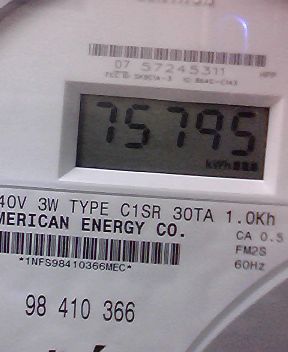 07 57245311
75795
kWh
40V 3W TYPE C1SR 30TA 1.0Kh
MERICAN ENERGY CO.
CA 0.5
FM2S
*1NFS98410366MEC*
60Hz
98 410 366